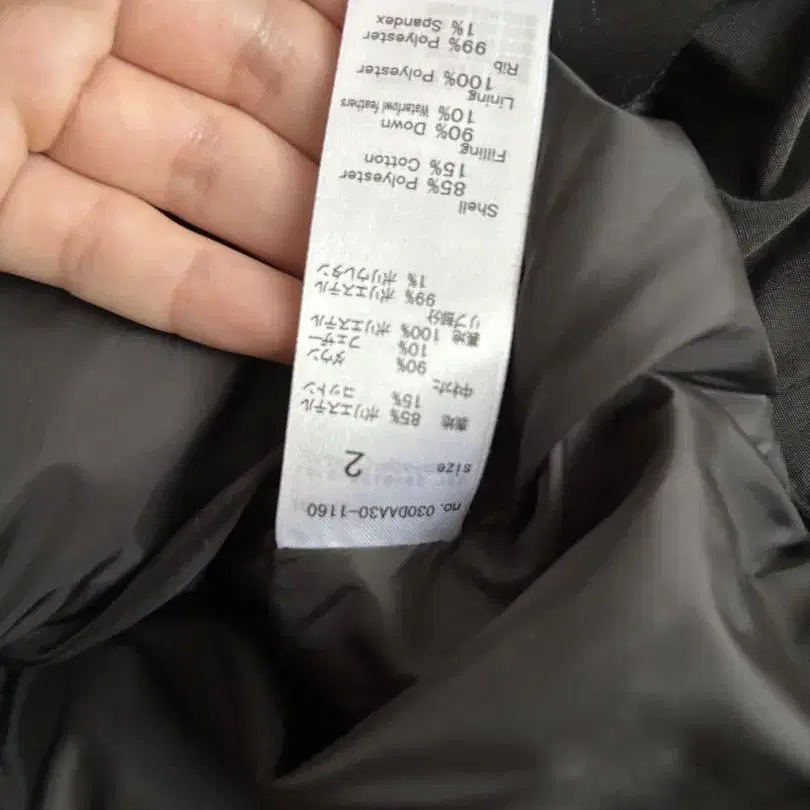 no. 030DAA30-1160
size 2
表地 85% ポリエステル
15% コットン
中わた
90% ダウン
10% フェザー
裏地 100% ポリエステル
リブ部分
99% ポリエステル
1% ポリウレタン
Shell
85% Polyester
15% Cotton
Filling
90% Down
10% Waterfowl feathers
Lining
100% Polyester
Rib
99% Polyester
1% Spandex